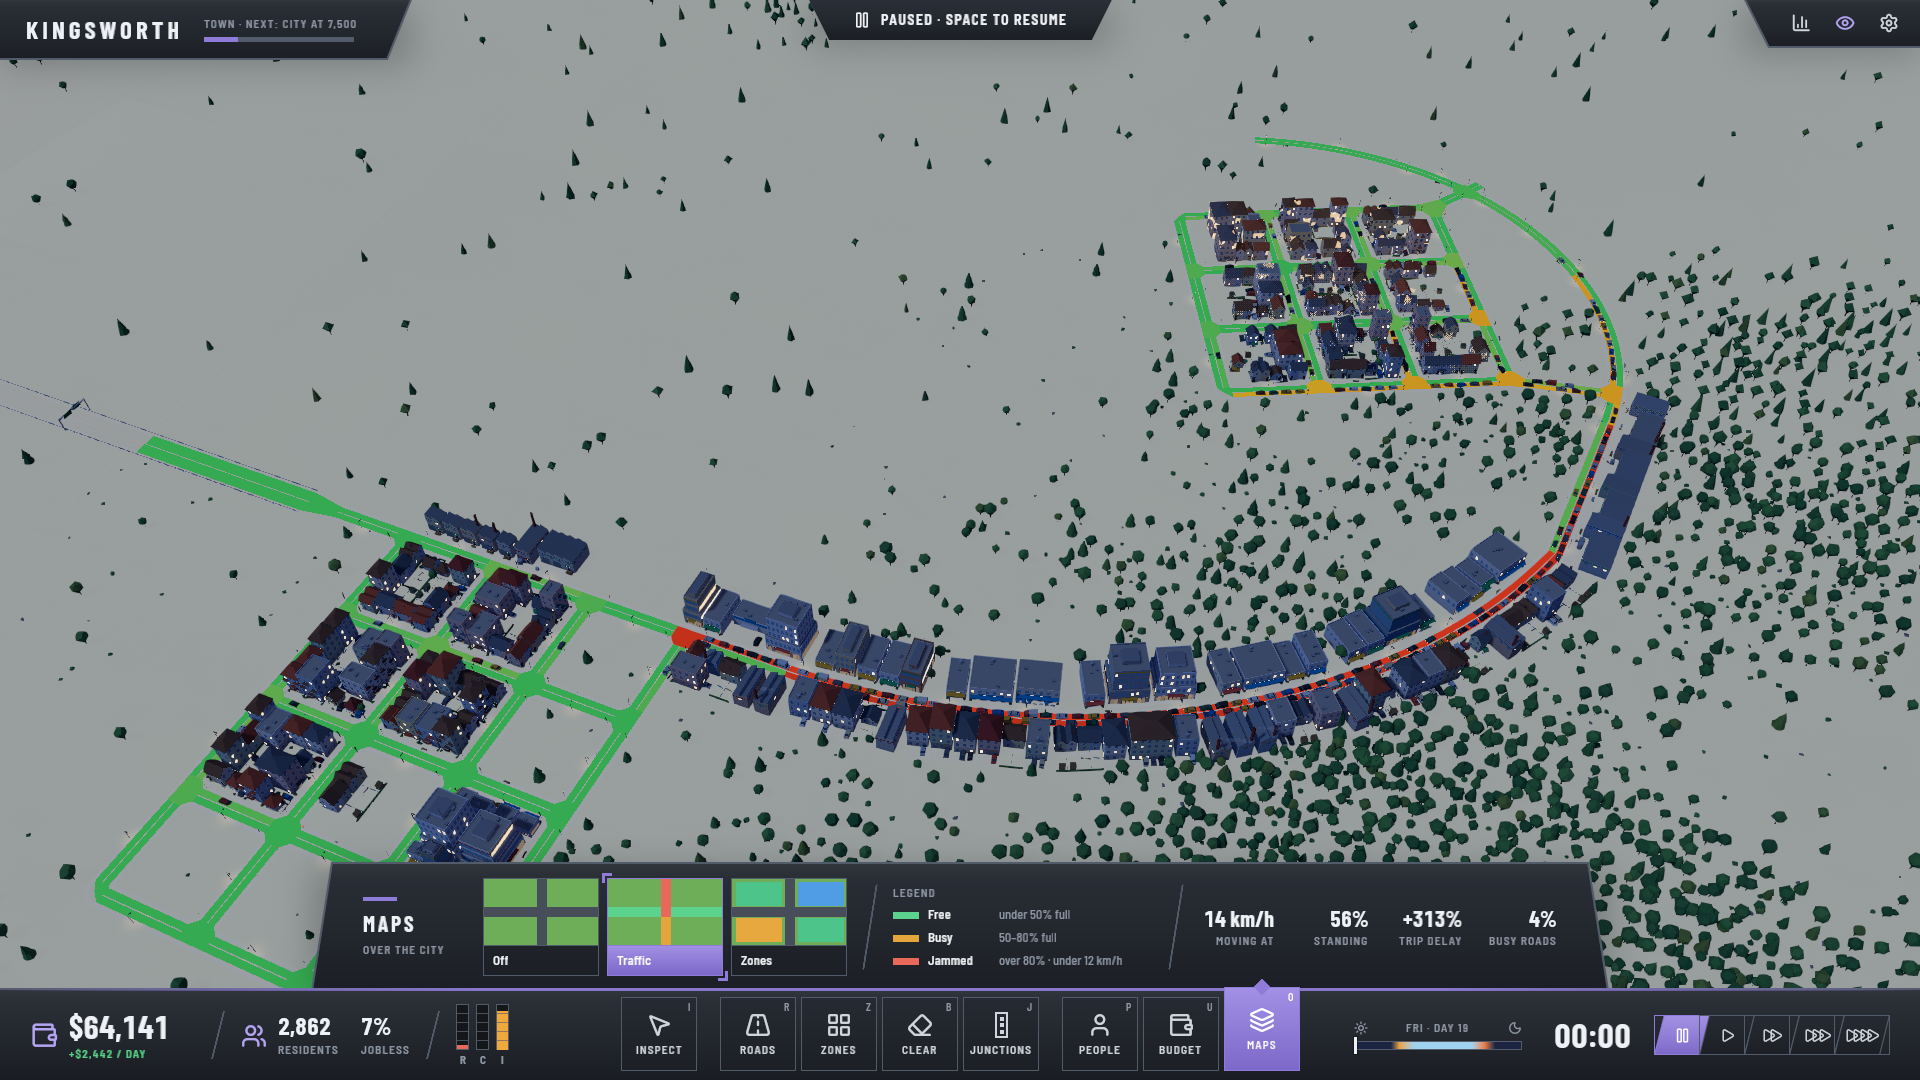 KINGSWORTH
TOWN · NEXT: CITY AT 7,500
PAUSED · SPACE TO RESUME
MAPS
OVER THE CITY
Off
Traffic
Zones
LEGEND
Free under 50% full
Busy 50–80% full
Jammed over 80% · under 12 km/h
14 km/h
MOVING AT
56%
STANDING
+313%
TRIP DELAY
4%
BUSY ROADS
$64,141
+$2,442 / DAY
2,862
RESIDENTS
7%
JOBLESS
R C I
I
INSPECT
R
ROADS
Z
ZONES
B
CLEAR
J
JUNCTIONS
P
PEOPLE
U
BUDGET
O
MAPS
FRI · DAY 19
00:00